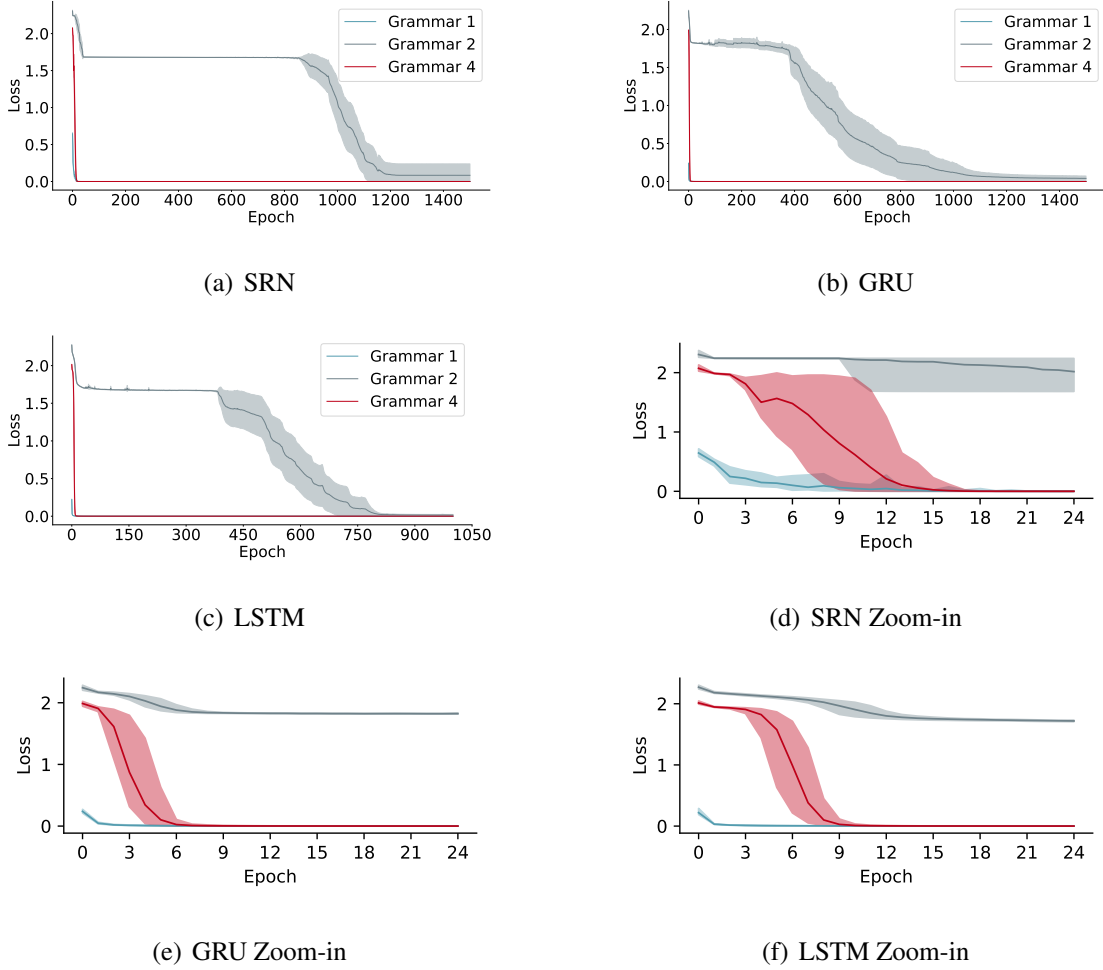 2.0
1.5
1.0
0.5
0.0
Loss
0 200 400 600 800 1000 1200 1400
Epoch
Grammar 1
Grammar 2
Grammar 4
(a) SRN
2.0
1.5
1.0
0.5
0.0
Loss
0 200 400 600 800 1000 1200 1400
Epoch
Grammar 1
Grammar 2
Grammar 4
(b) GRU
2.0
1.5
1.0
0.5
0.0
Loss
0 150 300 450 600 750 900 1050
Epoch
Grammar 1
Grammar 2
Grammar 4
(c) LSTM
2
1
0
Loss
0 3 6 9 12 15 18 21 24
Epoch
(d) SRN Zoom-in
2
1
0
Loss
0 3 6 9 12 15 18 21 24
Epoch
(e) GRU Zoom-in
2
1
0
Loss
0 3 6 9 12 15 18 21 24
Epoch
(f) LSTM Zoom-in